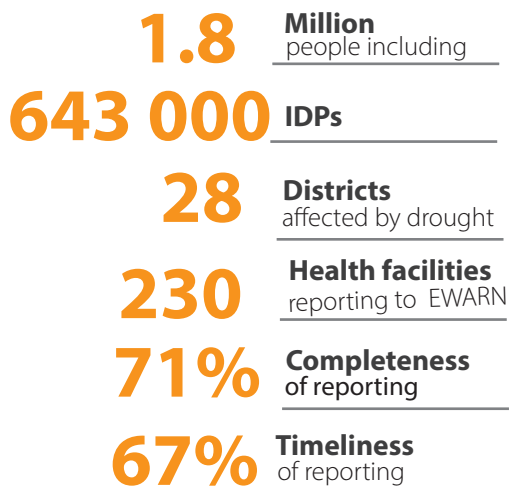 1.8 Million
people including
643 000 IDPs
28 Districts
affected by drought
230 Health facilities
reporting to EWARN
71% Completeness
of reporting
67% Timeliness
of reporting